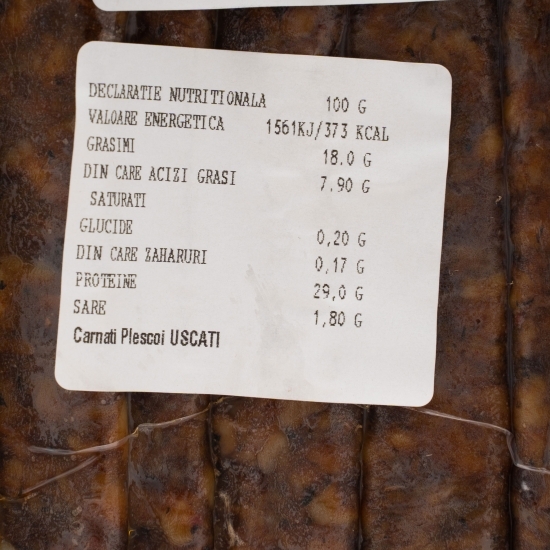 DECLARATIE NUTRITIONALA 100 G
VALOARE ENERGETICA 1561KJ/373 KCAL
GRASIMI 18.0 G
DIN CARE ACIZI GRASI 7.90 G
SATURATI
GLUCIDE 0,20 G
DIN CARE ZAHARURI 0,17 G
PROTEINE 29,0 G
SARE 1,80 G
Carnati Plescoi USCATI